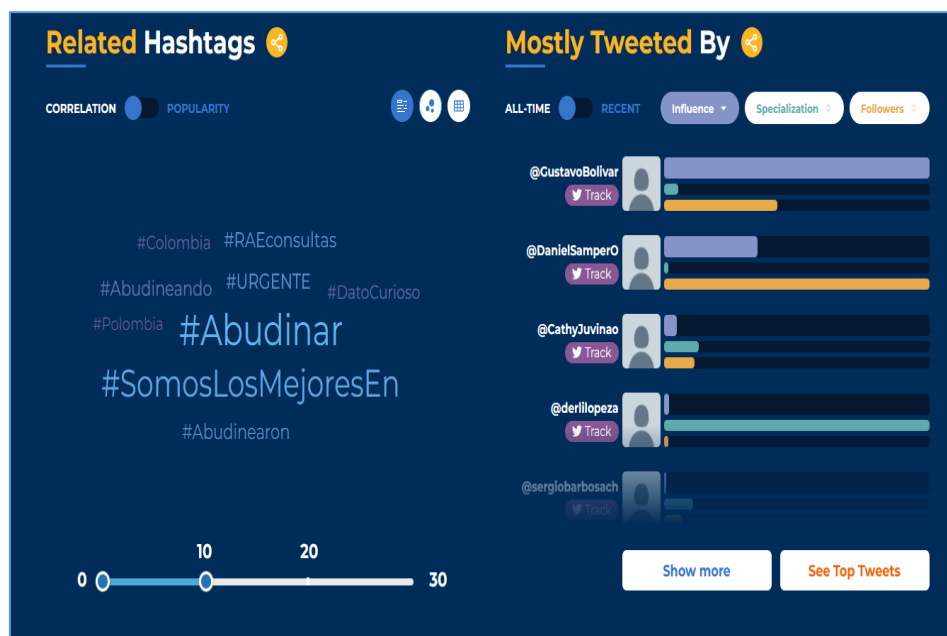 Related Hashtags
CORRELATION POPULARITY
#Colombia #RAEconsultas
#Abudineando #URGENTE #DatoCurioso
#Polombia #Abudinar
#SomosLosMejoresEn
#Abudinearon
10 20
0 30
Mostly Tweeted By
ALL-TIME RECENT Influence Specialization Followers
@GustavoBolivar
Track
@DanielSamperO
Track
@CathyJuvinao
Track
@derlilopeza
Track
@sergiobarbosach
Track
Show more See Top Tweets